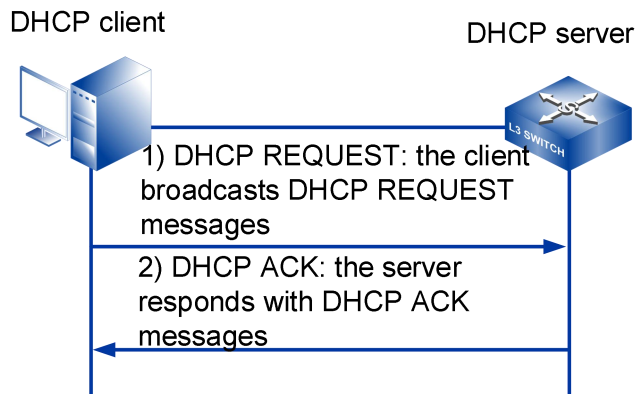 DHCP client
DHCP server
L3 SWITCH
1) DHCP REQUEST: the client
broadcasts DHCP REQUEST
messages
2) DHCP ACK: the server
responds with DHCP ACK
messages